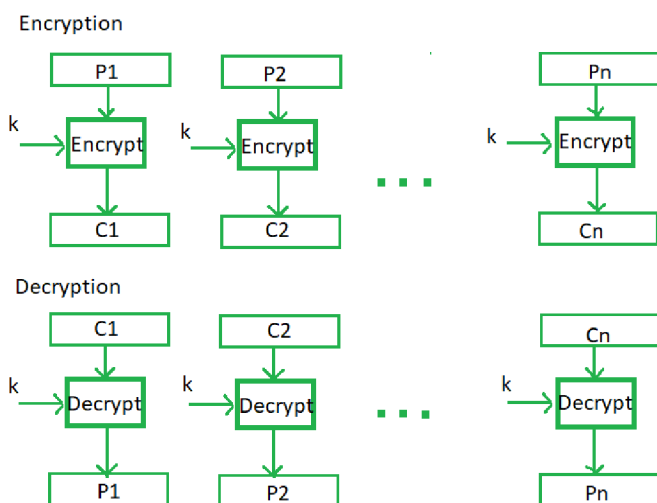 Encryption
P1 P2 Pn
k Encrypt k Encrypt k Encrypt
C1 C2 Cn
Decryption
C1 C2 Cn
k Decrypt k Decrypt k Decrypt
P1 P2 Pn